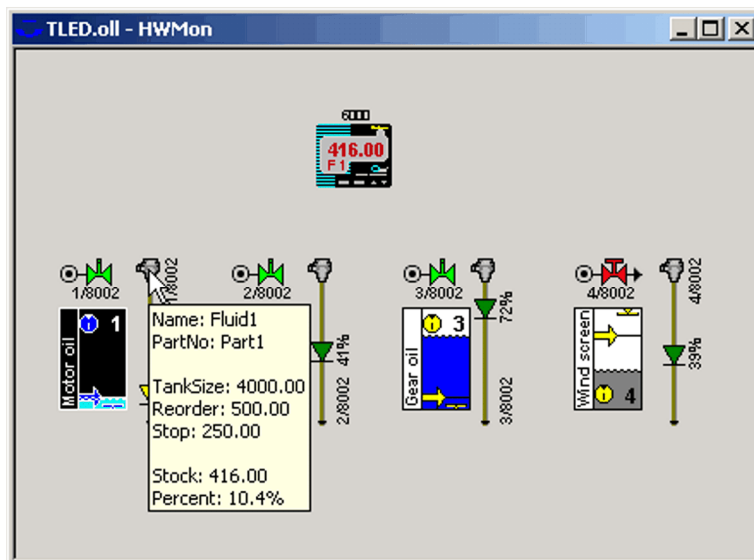 TLED.oll - HWMon
6000
416.00
F 1
1/8002
1/8002
2/8002
3/8002
4/8002
4/8002
Motor oil
1
Name: Fluid1
PartNo: Part1
TankSize: 4000.00
Reorder: 500.00
Stop: 250.00
Stock: 416.00
Percent: 10.4%
41%
2/8002
Gear oil
3
72%
3/8002
Wind screen
4
39%